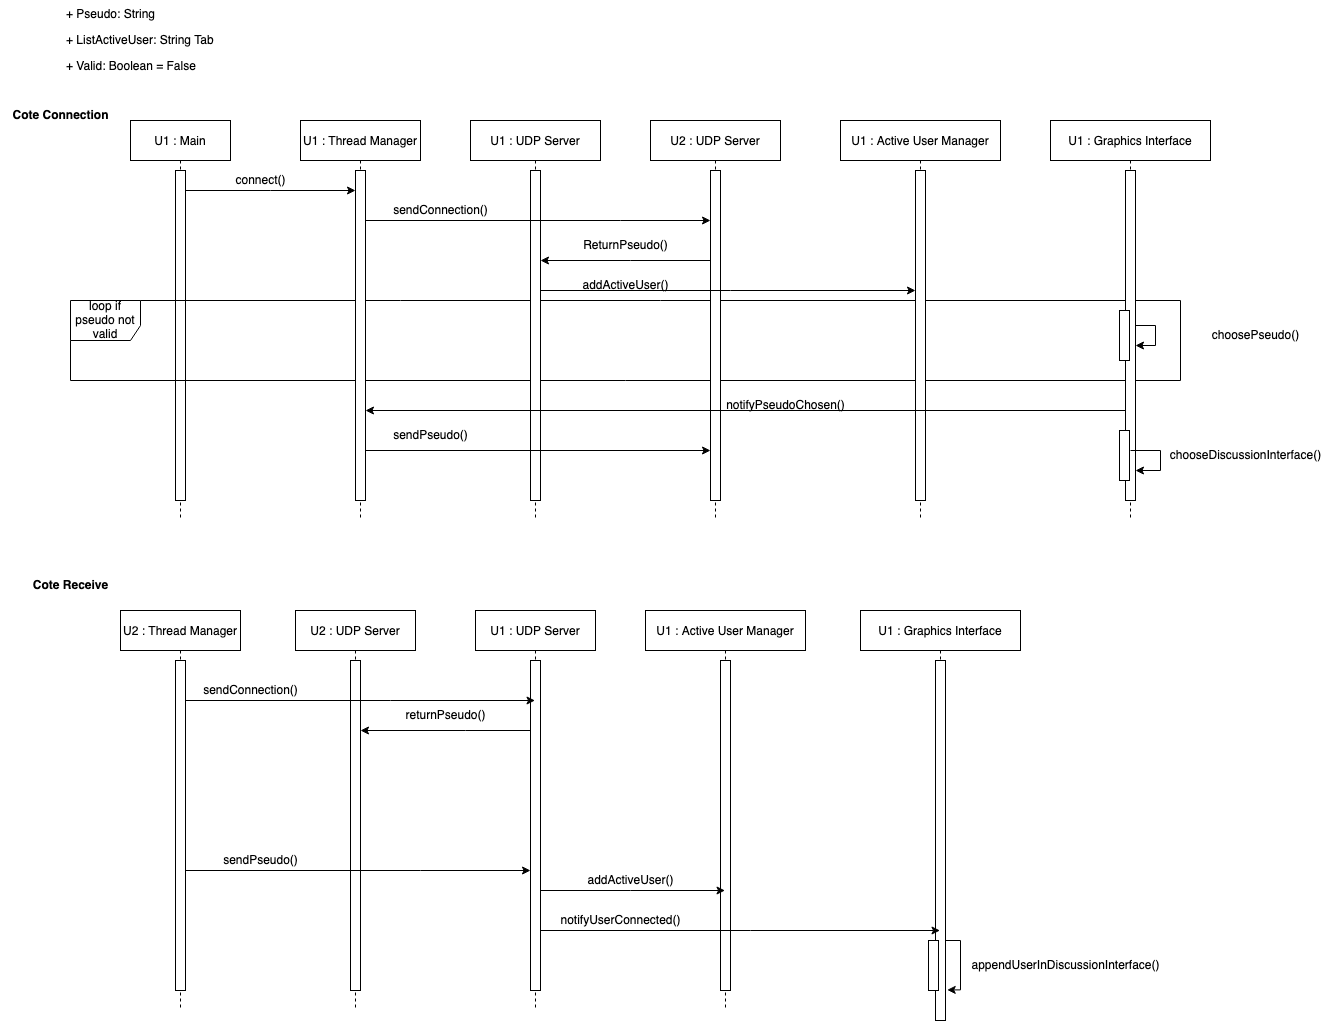 + Pseudo: String
+ ListActiveUser: String Tab
+ Valid: Boolean = False
Cote Connection
U1 : Main
U1 : Thread Manager
U1 : UDP Server
U2 : UDP Server
U1 : Active User Manager
U1 : Graphics Interface
connect()
sendConnection()
ReturnPseudo()
addActiveUser()
loop if
pseudo not
valid
choosePseudo()
notifyPseudoChosen()
sendPseudo()
chooseDiscussionInterface()
Cote Receive
U2 : Thread Manager
U2 : UDP Server
U1 : UDP Server
U1 : Active User Manager
U1 : Graphics Interface
sendConnection()
returnPseudo()
sendPseudo()
addActiveUser()
notifyUserConnected()
appendUserInDiscussionInterface()